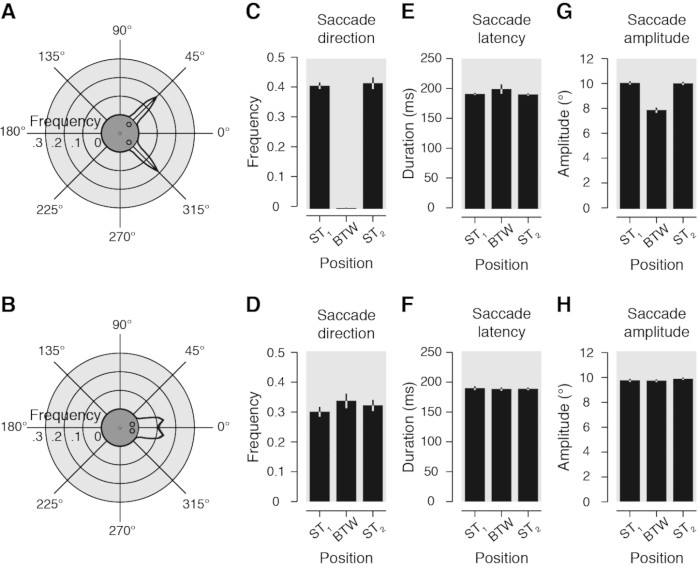 A
90°
135°
45°
Frequency
180°
.3 .2 .1 0
0°
225°
315°
270°
C
Saccade
direction
0.5
0.4
0.3
0.2
0.1
0
Frequency
ST1 BTW ST2
Position
E
Saccade
latency
250
200
150
100
50
0
Duration (ms)
ST1 BTW ST2
Position
G
Saccade
amplitude
12
10
8
6
4
2
0
Amplitude (°)
ST1 BTW ST2
Position
B
90°
135°
45°
Frequency
180°
.3 .2 .1 0
0°
225°
315°
270°
D
Saccade
direction
0.5
0.4
0.3
0.2
0.1
0
Frequency
ST1 BTW ST2
Position
F
Saccade
latency
250
200
150
100
50
0
Duration (ms)
ST1 BTW ST2
Position
H
Saccade
amplitude
12
10
8
6
4
2
0
Amplitude (°)
ST1 BTW ST2
Position